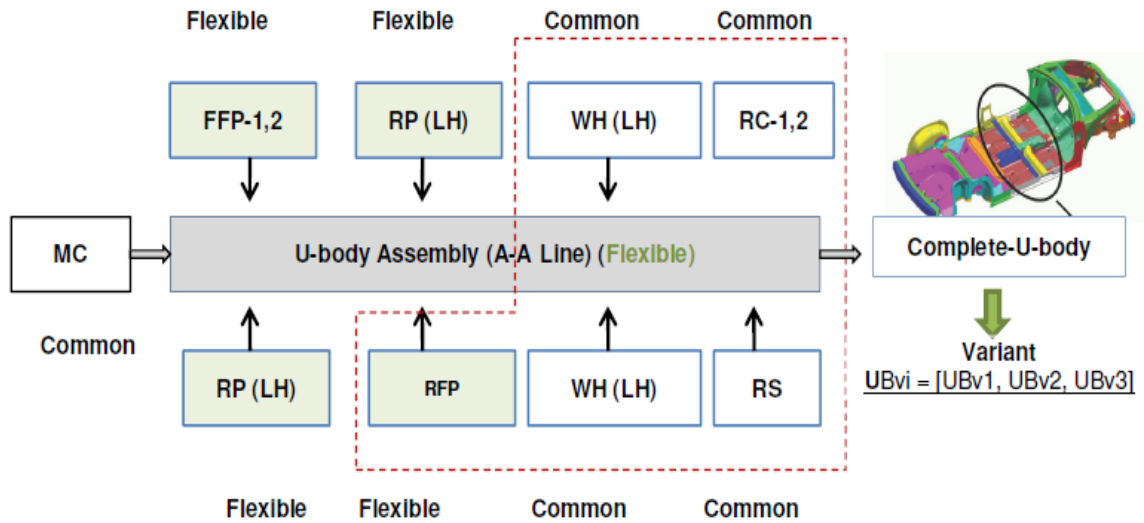 Flexible Flexible Common Common
FFP-1,2 RP (LH) WH (LH) RC-1,2
MC
U-body Assembly (A-A Line) (Flexible)
Complete-U-body
Common
RP (LH) RFP WH (LH) RS
Variant
UBvi = [UBv1, UBv2, UBv3]
Flexible Flexible Common Common